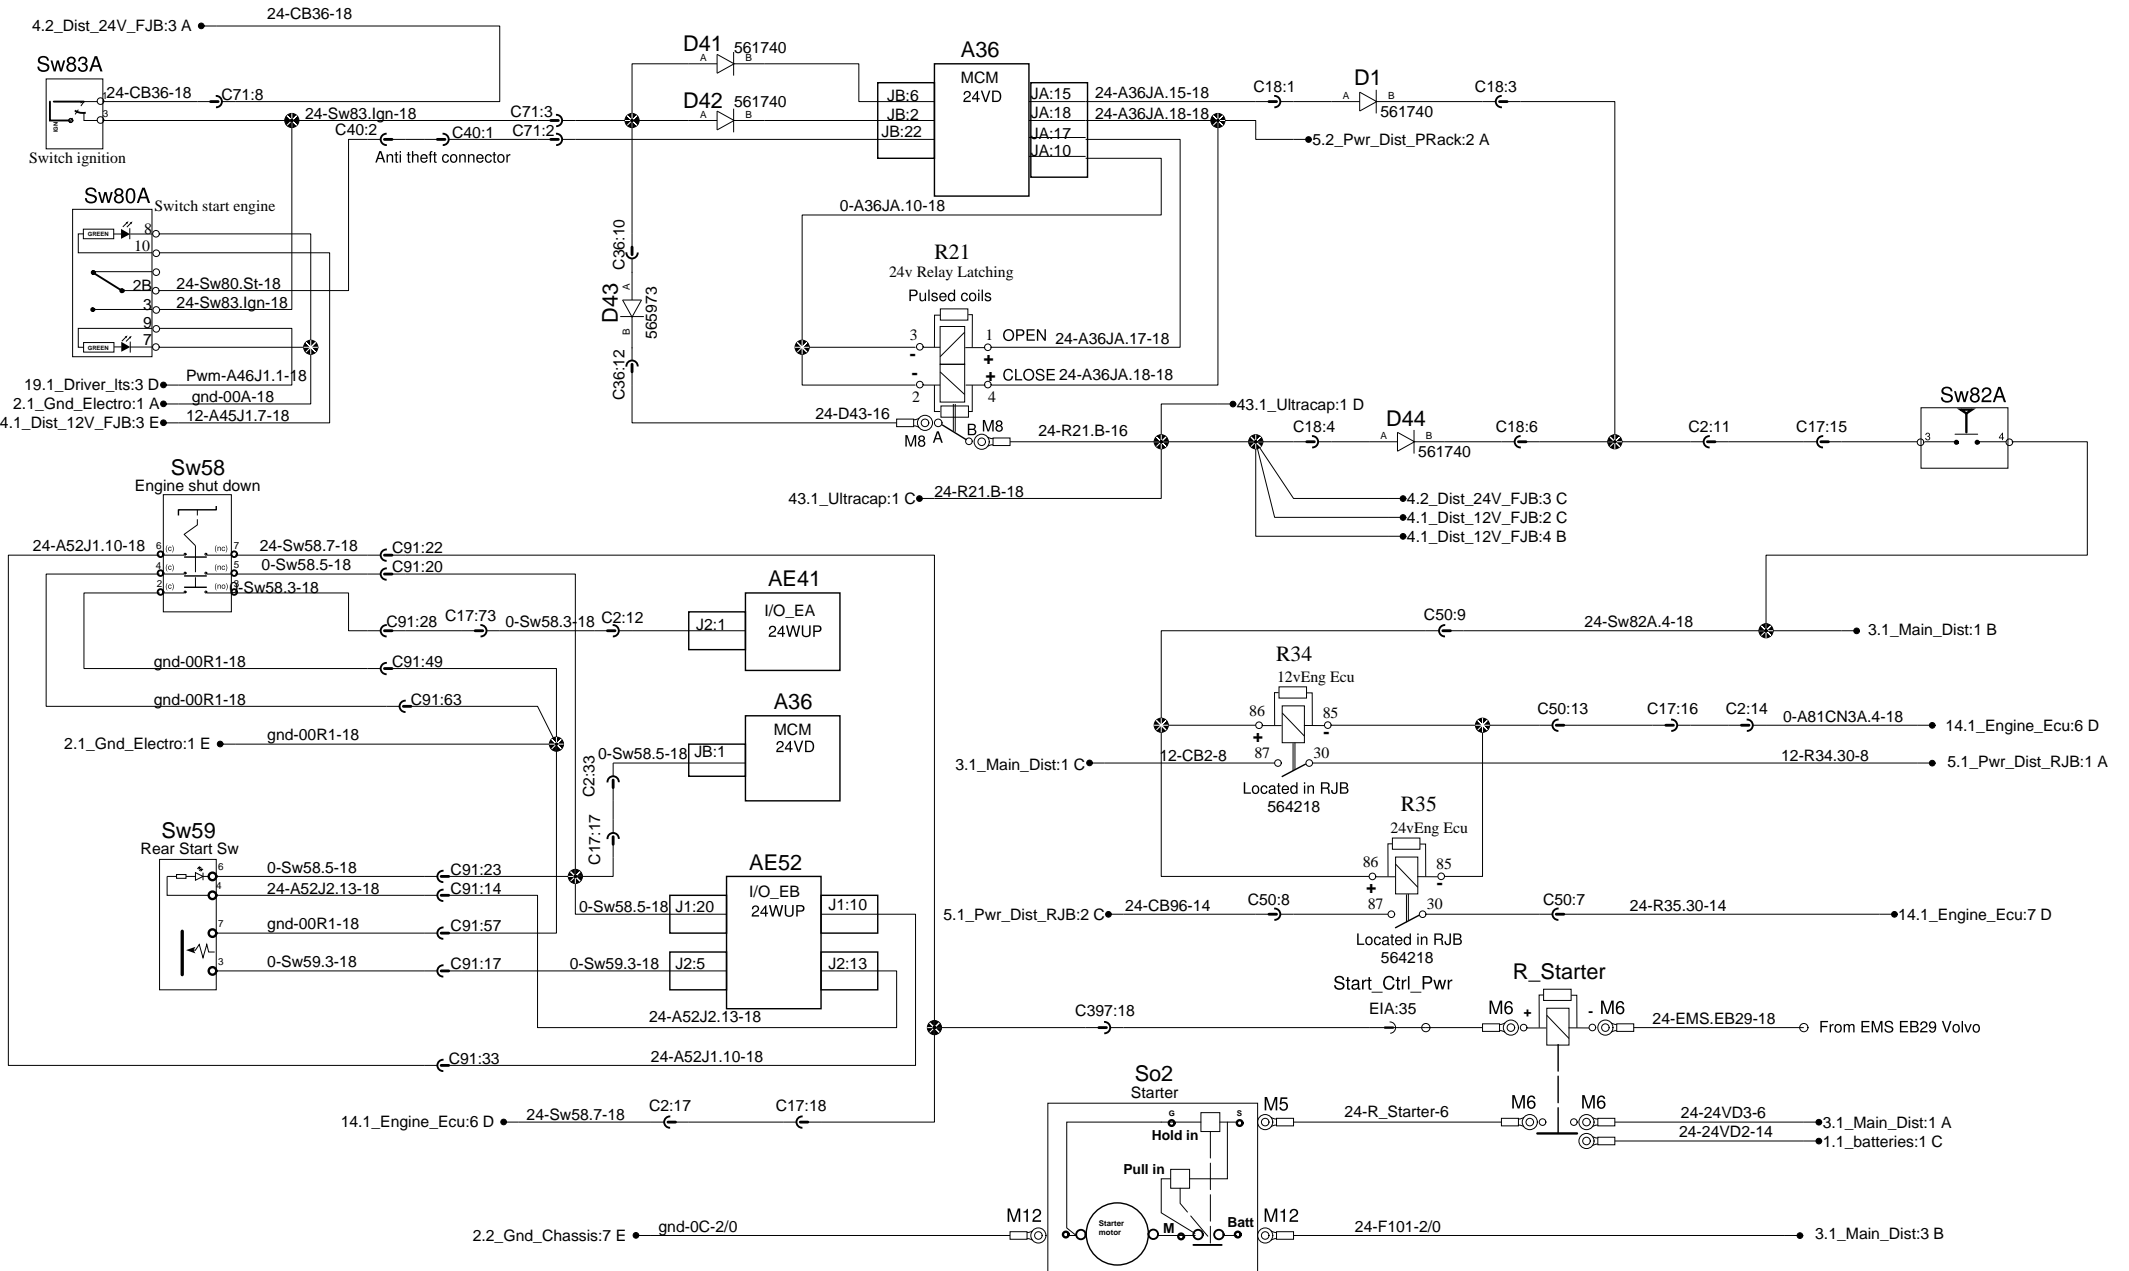 24-CB36-18
4.2_Dist_24V_FJB:3 A
Sw83A
24-CB36-18
C71:8
1
3
IGN
Switch ignition
24-Sw83.Ign-18
C71:3
C40:2
C40:1
C71:2
Anti theft connector
D41
561740
A
B
D42
561740
A
B
A36
MCM
24VD
JB:6
JB:2
JB:22
JA:15
JA:18
JA:17
JA:10
24-A36JA.15-18
24-A36JA.18-18
C18:1
D1
A
B
561740
C18:3
5.2_Pwr_Dist_PRack:2 A
Sw80A
Switch start engine
GREEN
8
10
2B
24-Sw80.St-18
3
24-Sw83.Ign-18
9
GREEN
7
19.1_Driver_lts:3 D
Pwm-A46J1.1-18
2.1_Gnd_Electro:1 A
gnd-00A-18
4.1_Dist_12V_FJB:3 E
12-A45J1.7-18
C36:10
D43
A
B
565973
C36:12
0-A36JA.10-18
R21
24v Relay Latching
Pulsed coils
3
-
1
+
OPEN
24-A36JA.17-18
-
2
+
4
CLOSE
24-A36JA.18-18
24-D43-16
M8
A
B
M8
24-R21.B-16
43.1_Ultracap:1 D
43.1_Ultracap:1 C
24-R21.B-18
C18:4
D44
A
B
561740
C18:6
C2:11
C17:15
Sw82A
3
4
4.2_Dist_24V_FJB:3 C
4.1_Dist_12V_FJB:2 C
4.1_Dist_12V_FJB:4 B
Sw58
Engine shut down
24-A52J1.10-18
6
(c)
(nc)
7
24-Sw58.7-18
C91:22
4
(c)
(no)
5
0-Sw58.5-18
C91:20
2
(c)
(no)
-Sw58.3-18
C91:28
C17:73
0-Sw58.3-18
C2:12
AE41
I/O_EA
24WUP
J2:1
gnd-00R1-18
C91:49
gnd-00R1-18
C91:63
2.1_Gnd_Electro:1 E
gnd-00R1-18
A36
MCM
24VD
0-Sw58.5-18
JB:1
C2:33
C17:17
Sw59
Rear Start Sw
6
0-Sw58.5-18
C91:23
4
24-A52J2.13-18
C91:14
7
gnd-00R1-18
C91:57
3
0-Sw59.3-18
C91:17
AE52
I/O_EB
24WUP
0-Sw58.5-18
J1:20
J1:10
0-Sw59.3-18
J2:5
J2:13
24-A52J2.13-18
C91:33
24-A52J1.10-18
14.1_Engine_Ecu:6 D
24-Sw58.7-18
C2:17
C17:18
C50:9
24-Sw82A.4-18
3.1_Main_Dist:1 B
R34
12vEng Ecu
86
+
85
-
C50:13
C17:16
C2:14
0-A81CN3A.4-18
14.1_Engine_Ecu:6 D
3.1_Main_Dist:1 C
12-CB2-8
87
30
12-R34.30-8
5.1_Pwr_Dist_RJB:1 A
Located in RJB
564218
R35
24vEng Ecu
86
+
85
-
5.1_Pwr_Dist_RJB:2 C
24-CB96-14
C50:8
87
30
C50:7
24-R35.30-14
14.1_Engine_Ecu:7 D
Located in RJB
564218
Start_Ctrl_Pwr
C397:18
EIA:35
R_Starter
M6
+
-
M6
24-EMS.EB29-18
From EMS EB29 Volvo
So2
Starter
G
S
Hold in
Pull in
Starter
motor
M
Batt
M5
24-R_Starter-6
M6
M6
24-24VD3-6
3.1_Main_Dist:1 A
24-24VD2-14
1.1_batteries:1 C
2.2_Gnd_Chassis:7 E
gnd-0C-2/0
M12
M12
24-F101-2/0
3.1_Main_Dist:3 B